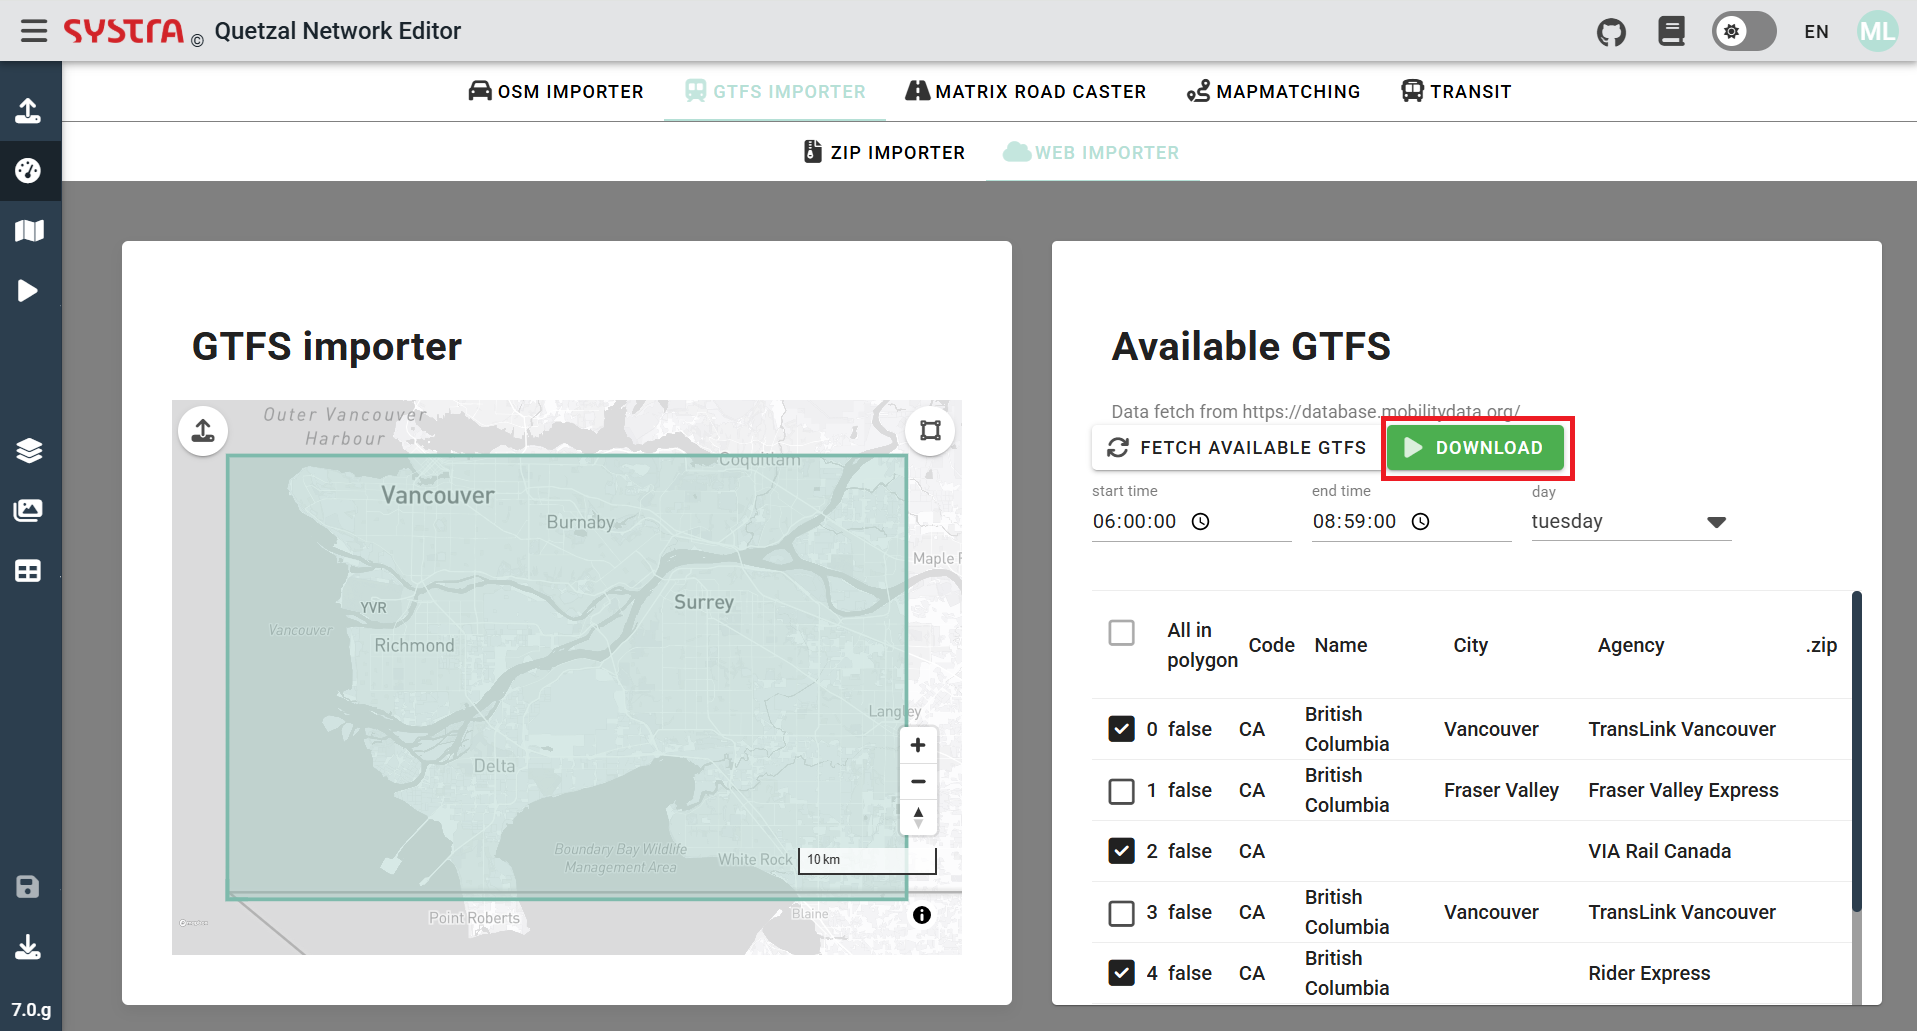 SYSTRA © Quetzal Network Editor
EN
ML
OSM IMPORTER
GTFS IMPORTER
MATRIX ROAD CASTER
MAPMATCHING
TRANSIT
ZIP IMPORTER
WEB IMPORTER
GTFS importer
Outer Vancouver
Harbour
Coquitlam
Vancouver
Burnaby
Maple
Surrey
YVR
Vancouver
Richmond
Langley
Delta
Boundary Bay Wildlife
Management Area
White Rock
10 km
Point Roberts
Blaine
mapbox
Available GTFS
Data fetch from https://database.mobilitydata.org/
FETCH AVAILABLE GTFS
DOWNLOAD
start time
end time
day
06:00:00
08:59:00
tuesday
All in
polygon
Code
Name
City
Agency
.zip
0 false CA British Columbia Vancouver TransLink Vancouver
1 false CA British Columbia Fraser Valley Fraser Valley Express
2 false CA VIA Rail Canada
3 false CA British Columbia Vancouver TransLink Vancouver
4 false CA British Columbia Rider Express
7.0.g